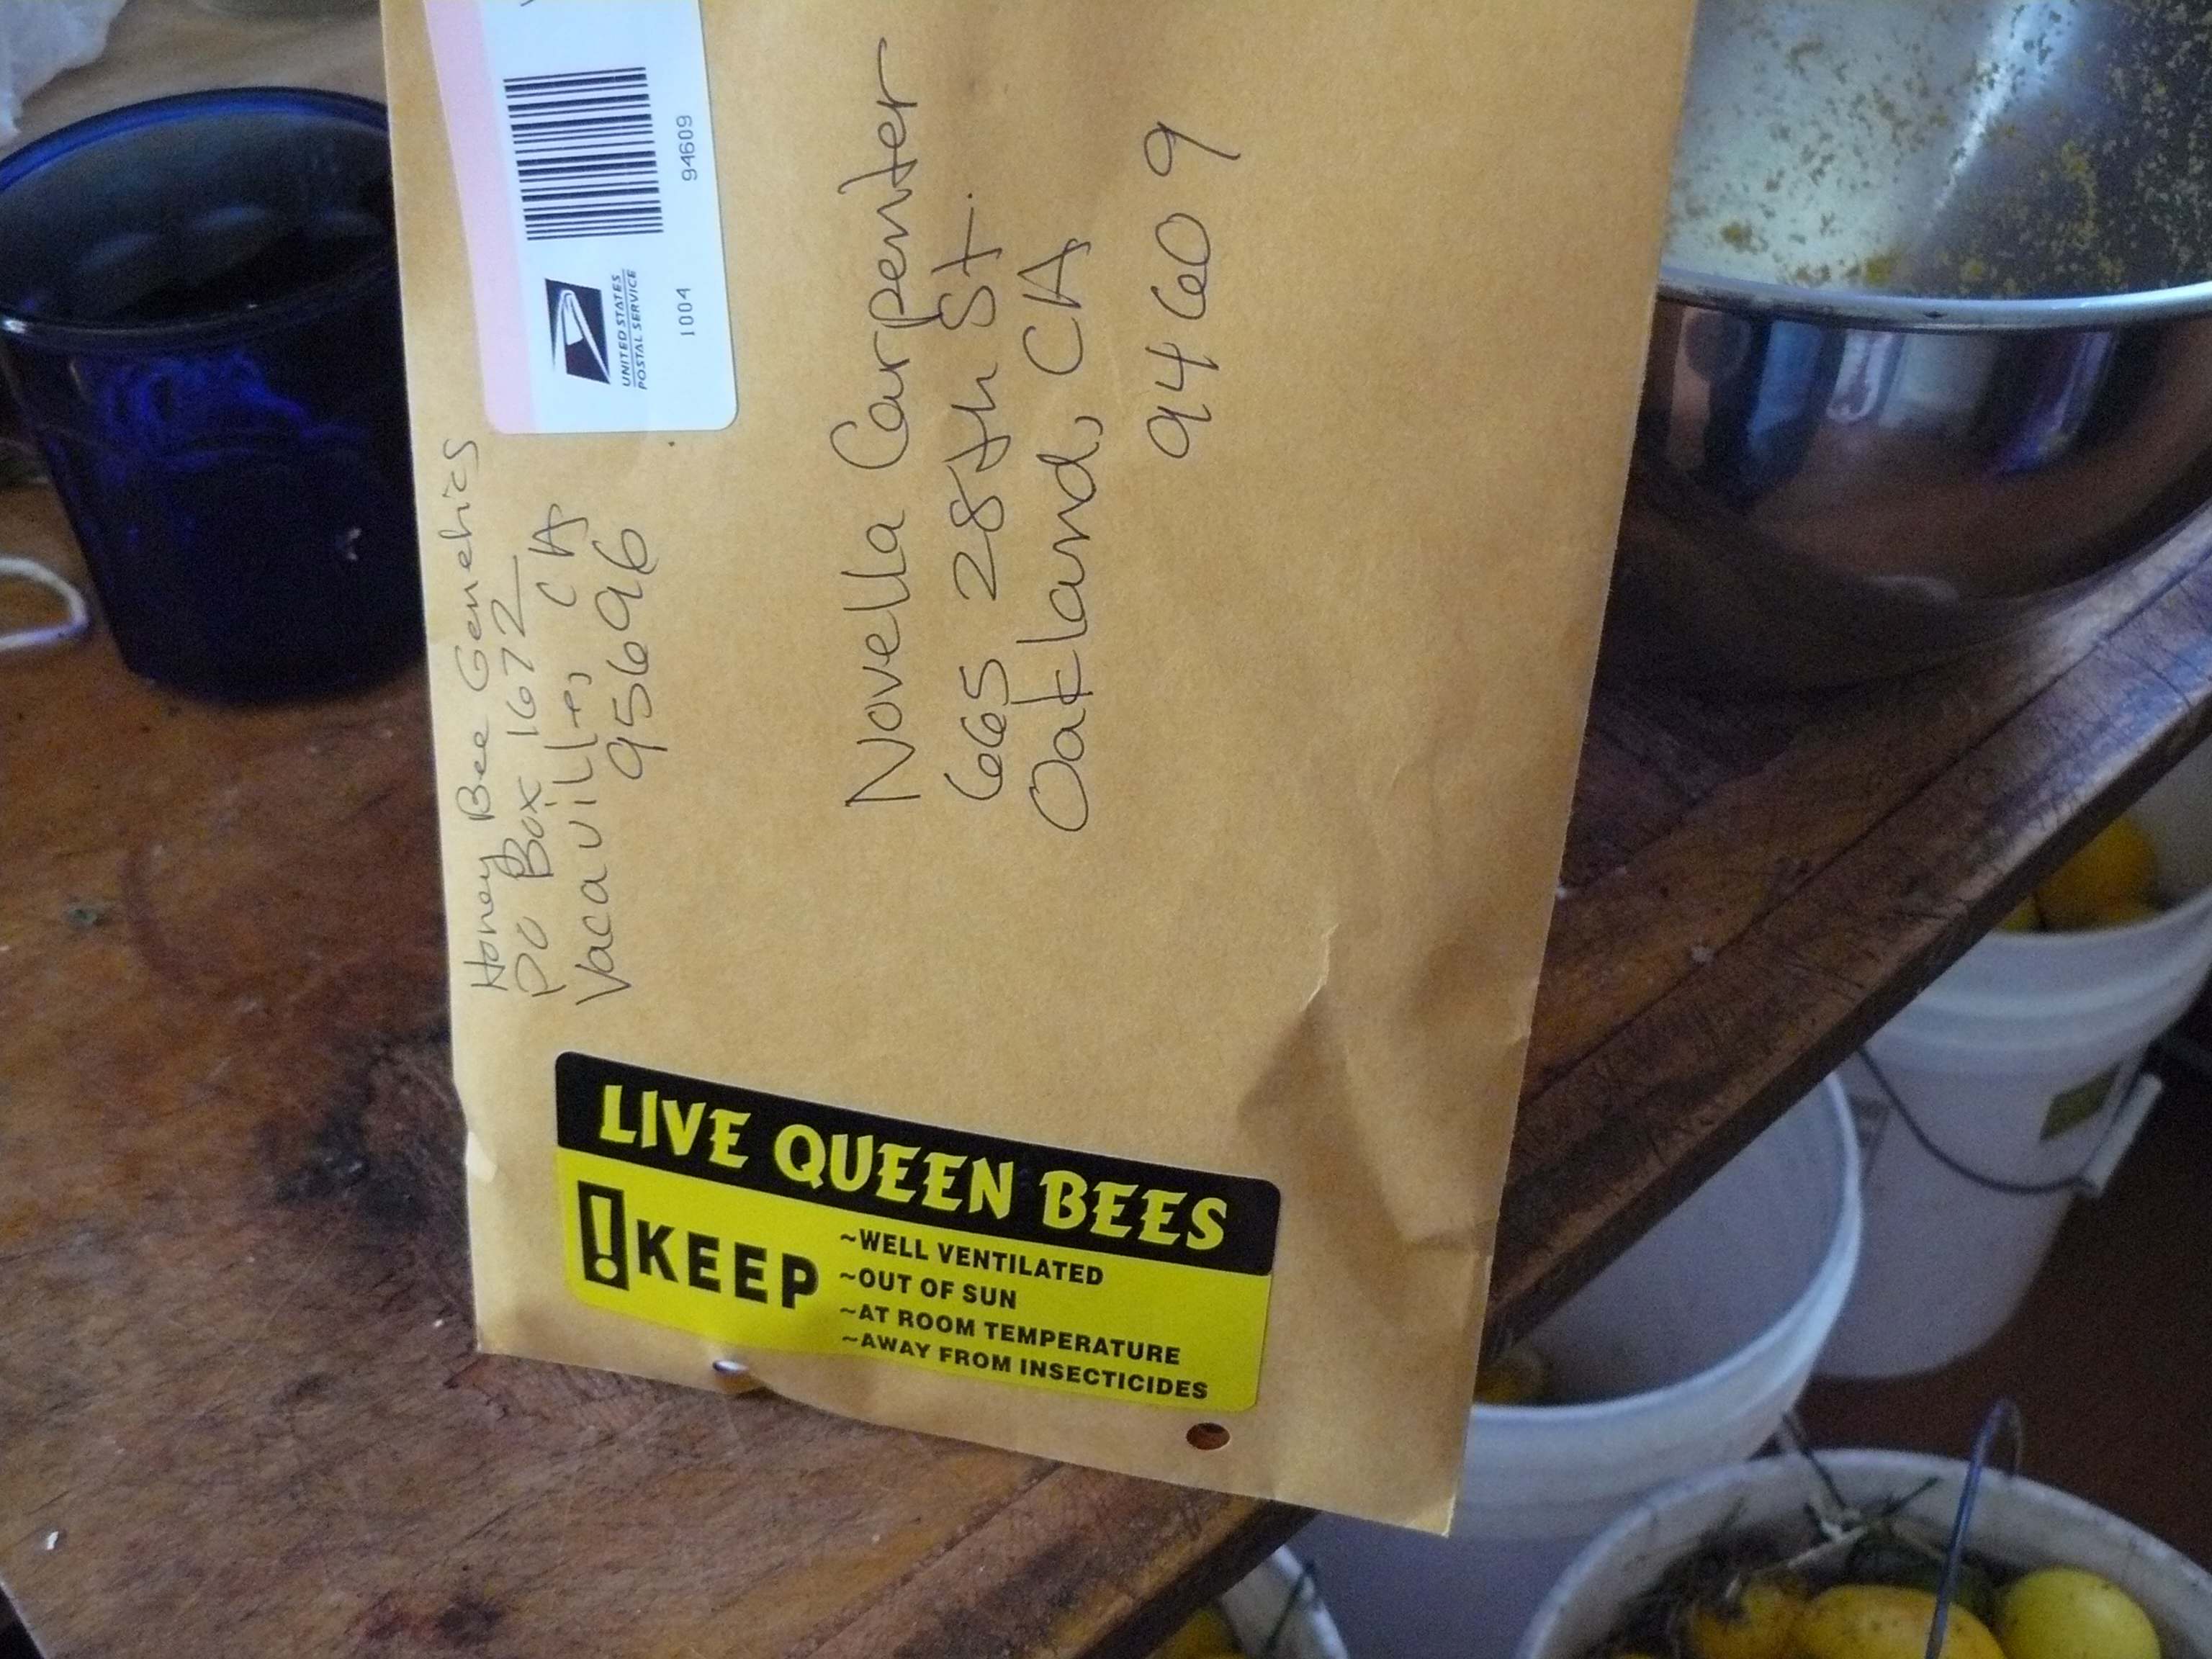 Honey Bee Genetics
PO Box 1672
Vacaville, CA
95696
UNITED STATES
POSTAL SERVICE
1004
94609
Novella Carpenter
665 28th St.
Oakland, CA
94609
LIVE QUEEN BEES
! KEEP
~WELL VENTILATED
~OUT OF SUN
~AT ROOM TEMPERATURE
~AWAY FROM INSECTICIDES